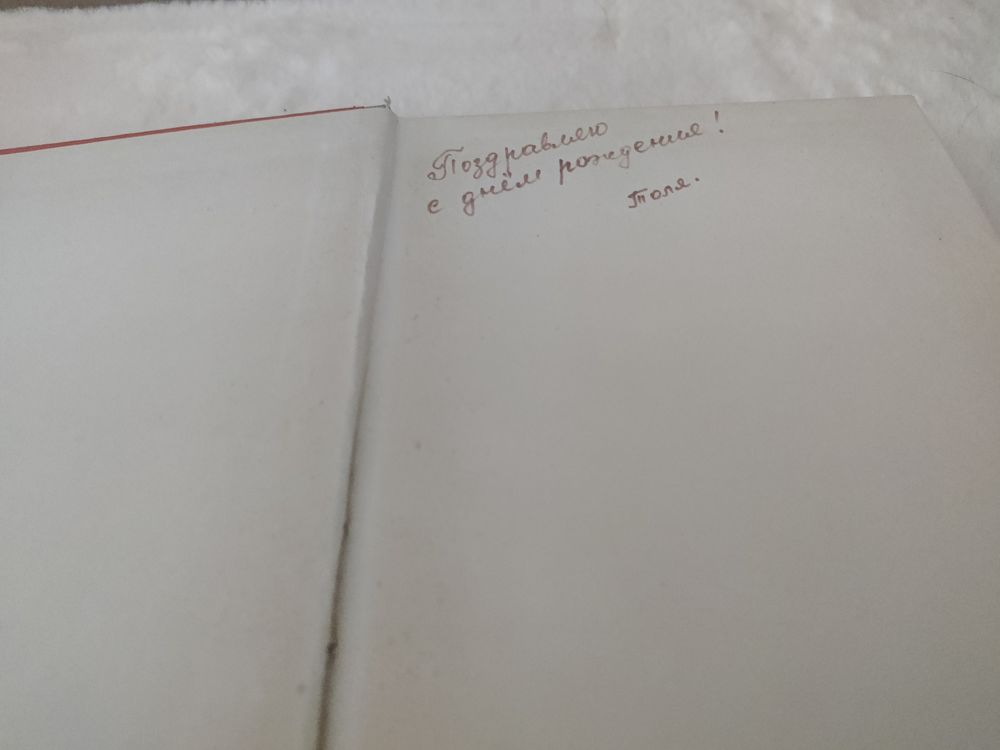 Поздравляю
с днём рождения!
Толя.